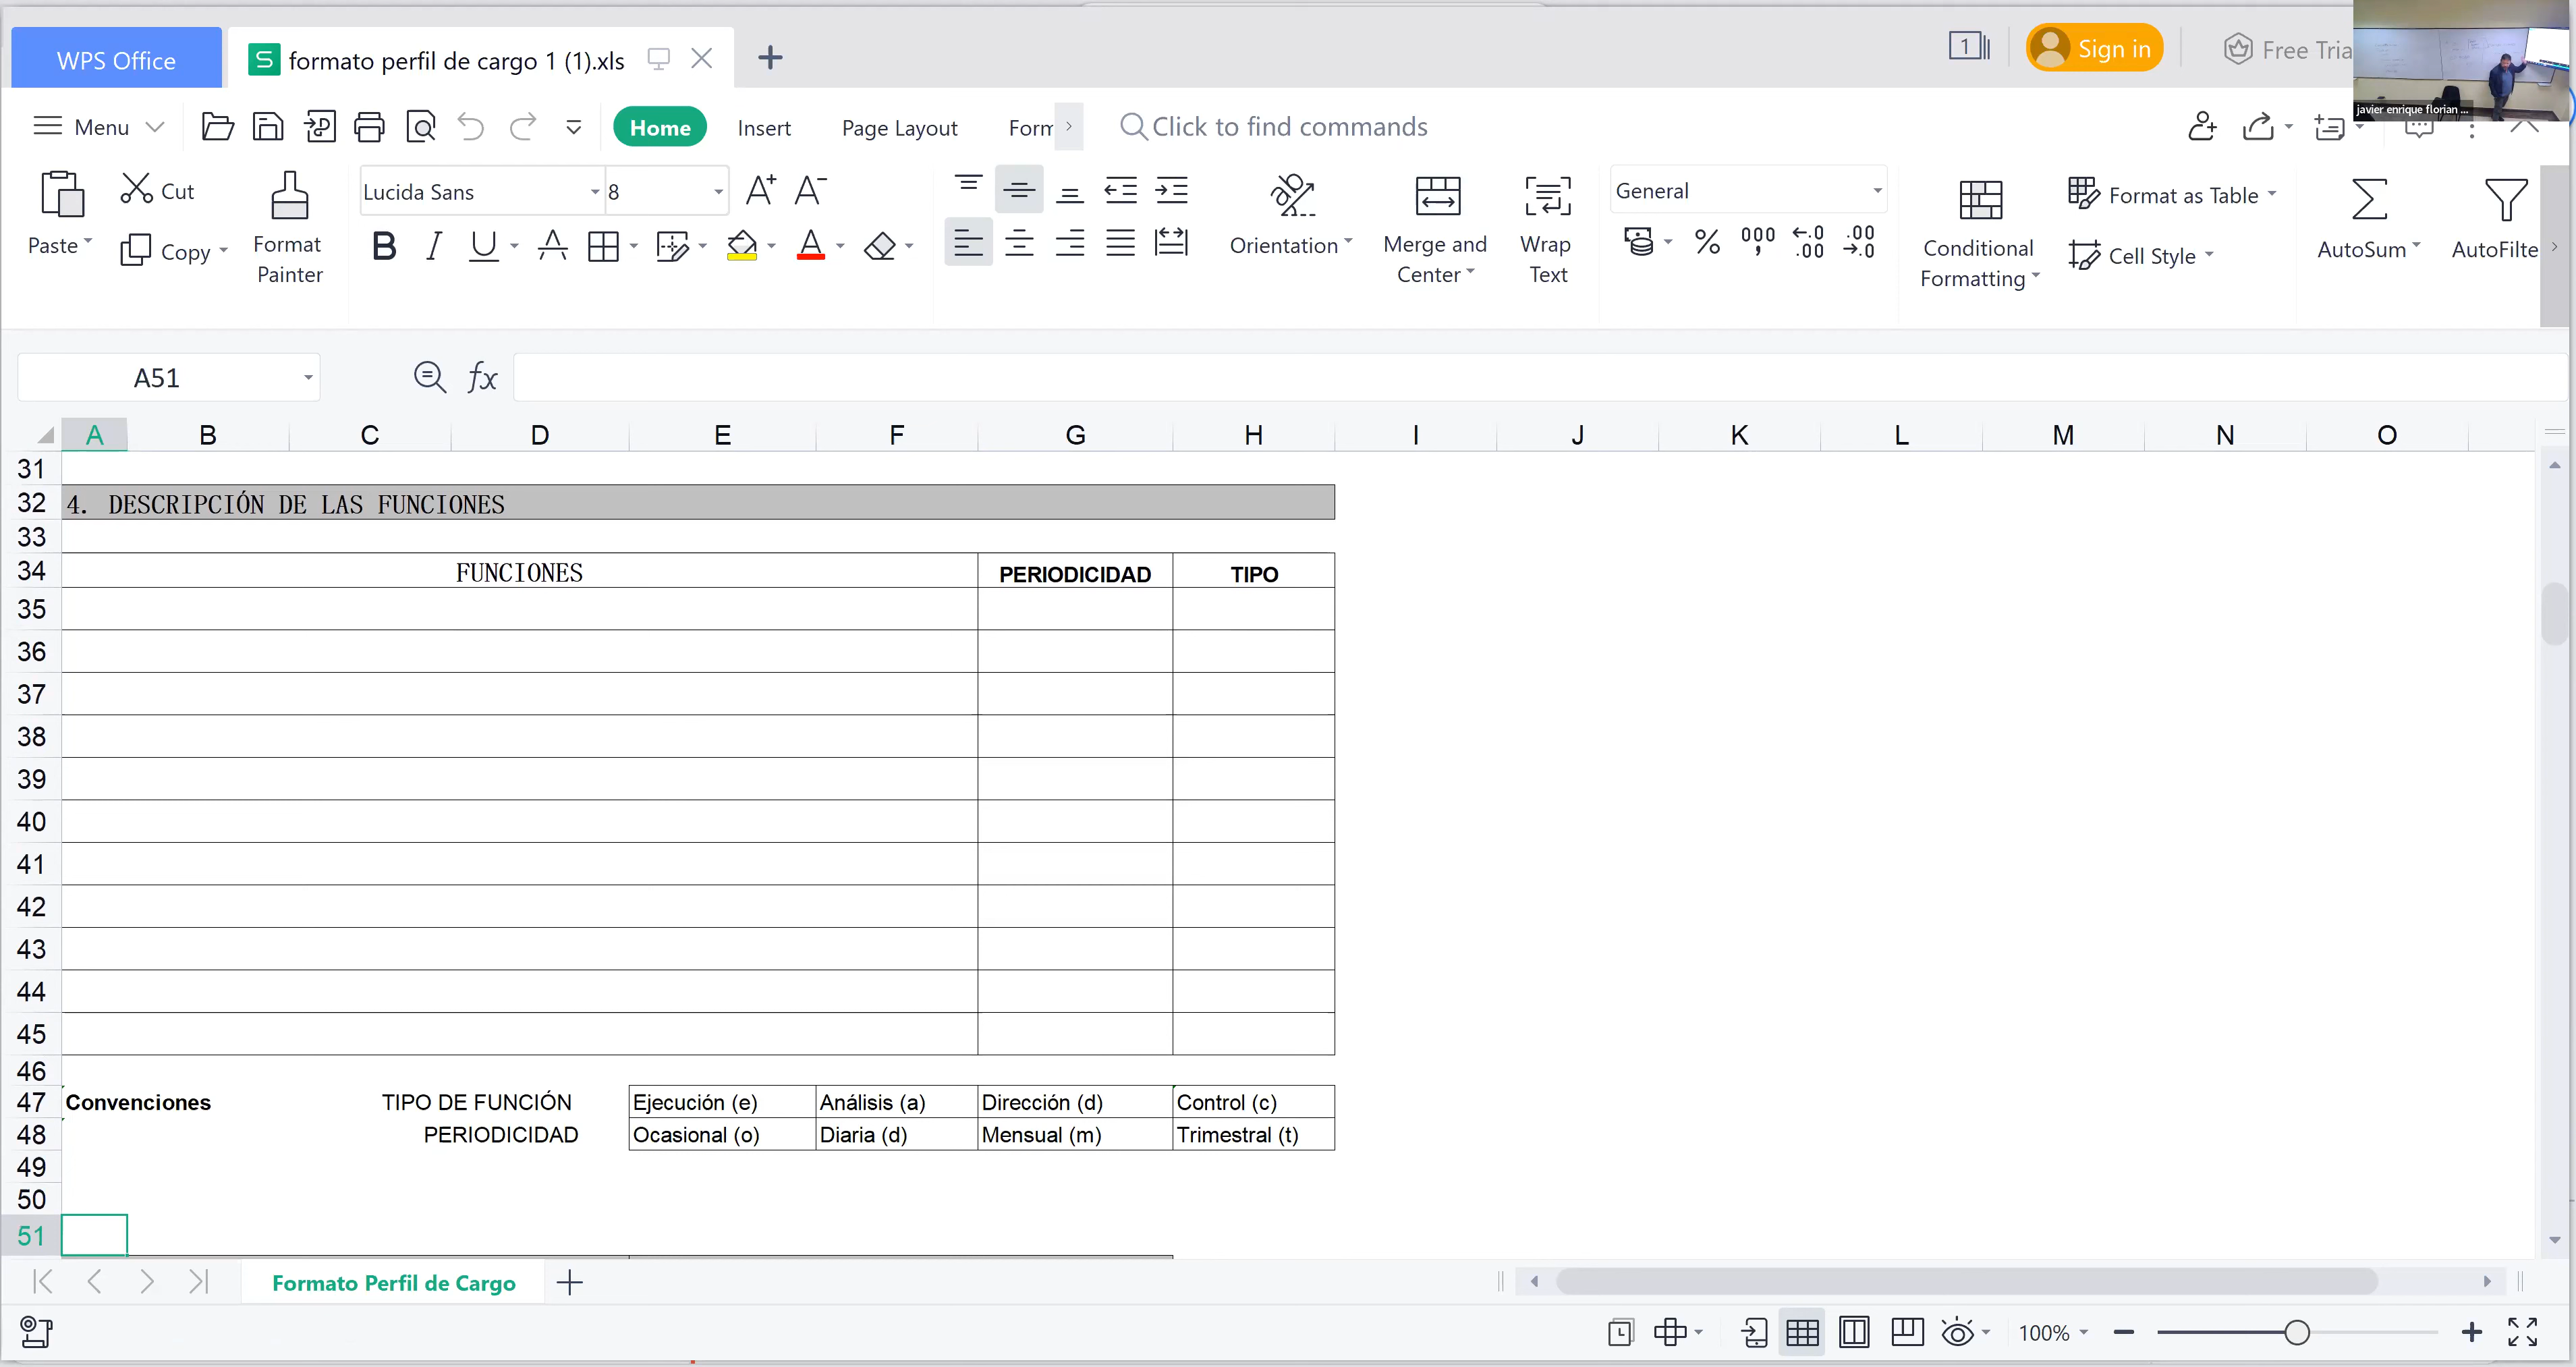 WPS Office
formato perfil de cargo 1 (1).xls
1
Sign in
Free Tria
javier enrique florian ...
Menu
Home
Insert
Page Layout
Form
Click to find commands
Paste
Cut
Copy
Format
Painter
Lucida Sans
8
Orientation
Merge and
Center
Wrap
Text
General
Conditional
Formatting
Format as Table
Cell Style
AutoSum
AutoFilte
A51
fx
A B C D E F G H I J K L M N O
31
32 4. DESCRIPCIÓN DE LAS FUNCIONES
33
34 FUNCIONES PERIODICIDAD TIPO
35
36
37
38
39
40
41
42
43
44
45
46
47 Convenciones TIPO DE FUNCIÓN Ejecución (e) Análisis (a) Dirección (d) Control (c)
48 PERIODICIDAD Ocasional (o) Diaria (d) Mensual (m) Trimestral (t)
49
50
51
Formato Perfil de Cargo
100%